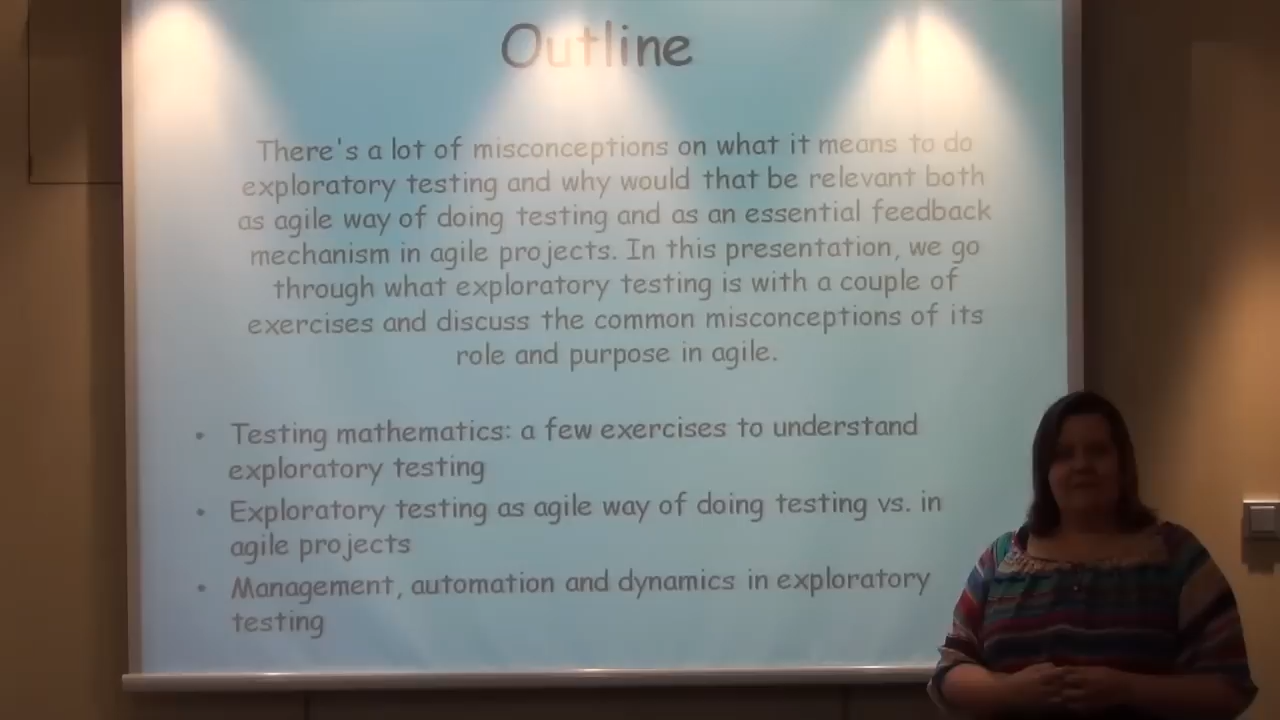 Outline
There's a lot of misconceptions on what it means to do
exploratory testing and why would that be relevant both
as agile way of doing testing and as an essential feedback
mechanism in agile projects. In this presentation, we go
through what exploratory testing is with a couple of
exercises and discuss the common misconceptions of its
role and purpose in agile.
• Testing mathematics: a few exercises to understand
exploratory testing
• Exploratory testing as agile way of doing testing vs. in
agile projects
• Management, automation and dynamics in exploratory
testing